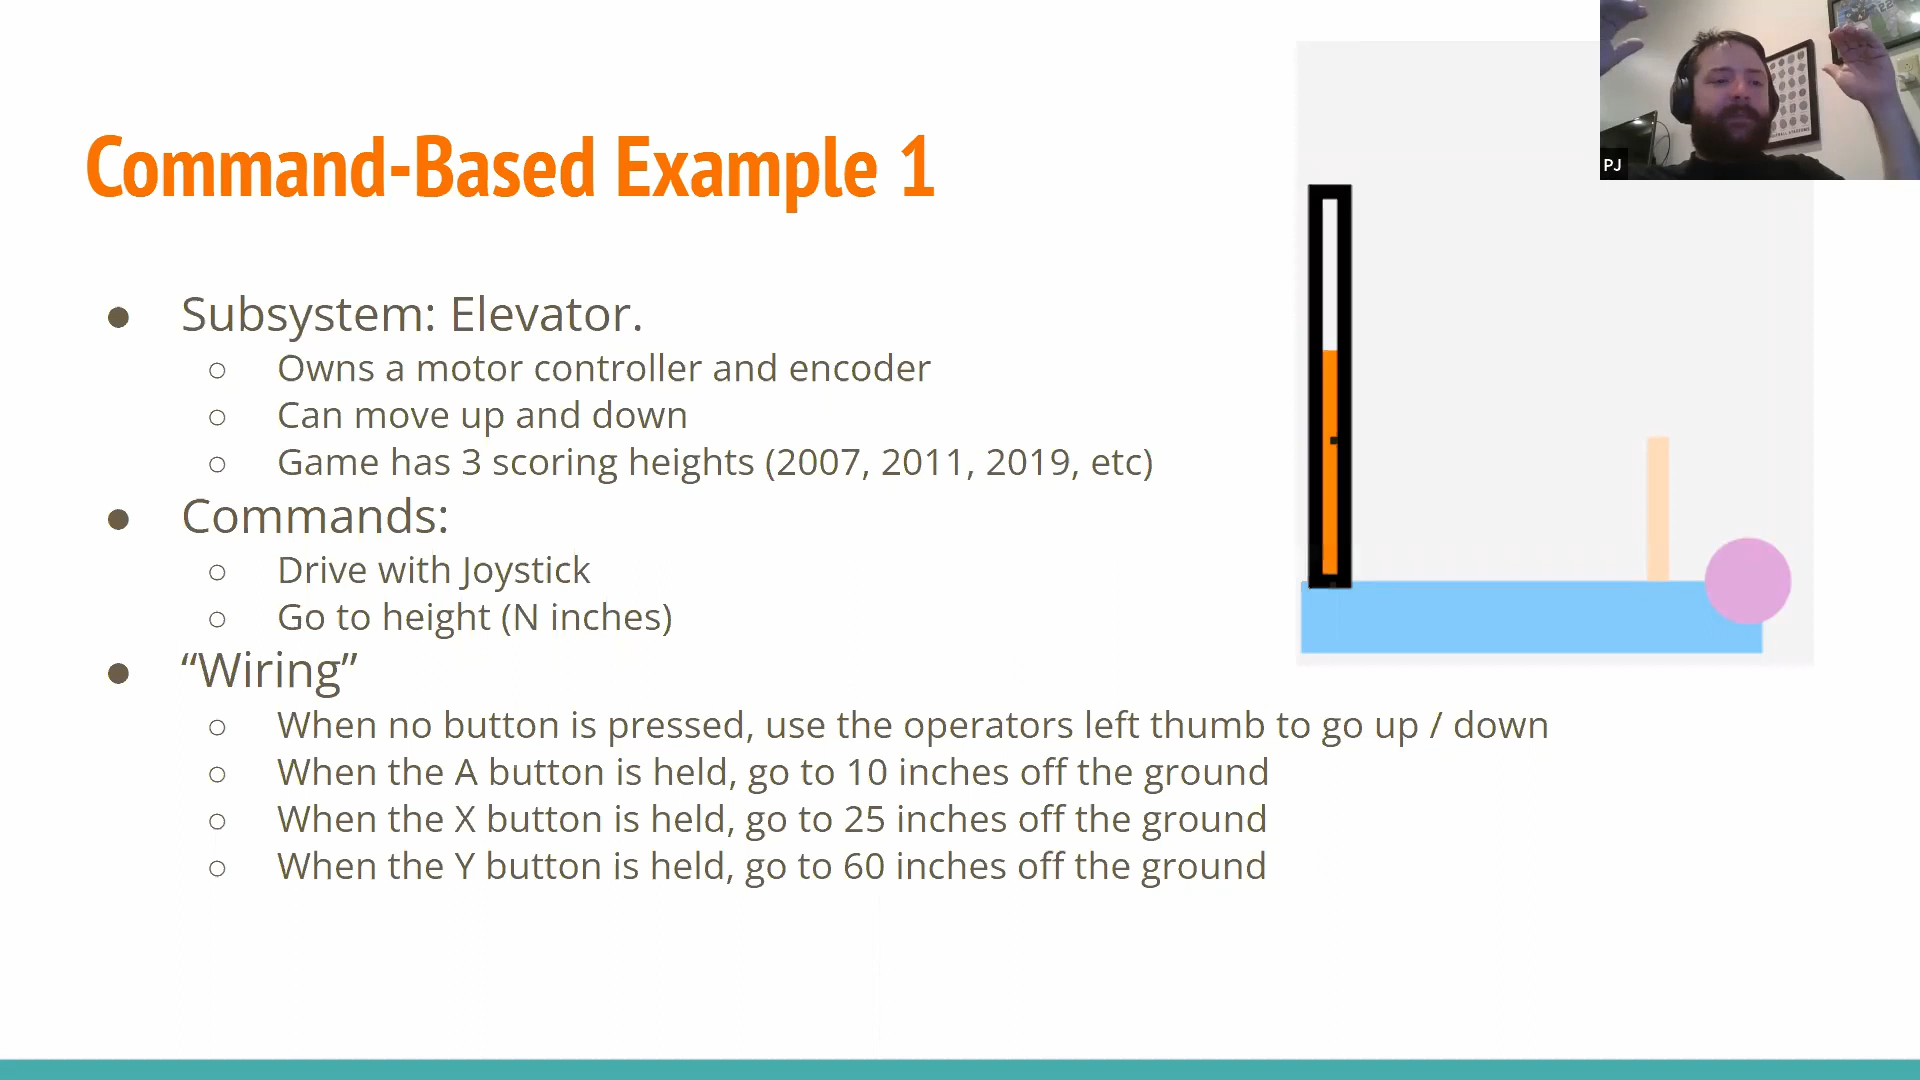 Command-Based Example 1
PJ
● Subsystem: Elevator.
○ Owns a motor controller and encoder
○ Can move up and down
○ Game has 3 scoring heights (2007, 2011, 2019, etc)
● Commands:
○ Drive with Joystick
○ Go to height (N inches)
● “Wiring”
○ When no button is pressed, use the operators left thumb to go up / down
○ When the A button is held, go to 10 inches off the ground
○ When the X button is held, go to 25 inches off the ground
○ When the Y button is held, go to 60 inches off the ground